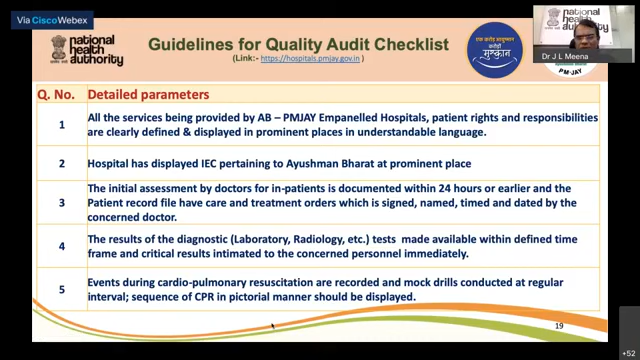 Via Cisco Webex
national
health
authority
Guidelines for Quality Audit Checklist
(Link:- https://hospitals.pmjay.gov.in )
एक करोड़ आयुष्मान
करोड़ों
मुस्कान
national
health
authority
Dr J L Meena
PM-JAY
Q. No. Detailed parameters
1 All the services being provided by AB – PMJAY Empanelled Hospitals, patient rights and responsibilities
are clearly defined & displayed in prominent places in understandable language.
2 Hospital has displayed IEC pertaining to Ayushman Bharat at prominent place
3 The initial assessment by doctors for in-patients is documented within 24 hours or earlier and the
Patient record file have care and treatment orders which is signed, named, timed and dated by the
concerned doctor.
4 The results of the diagnostic (Laboratory, Radiology, etc.) tests made available within defined time
frame and critical results intimated to the concerned personnel immediately.
5 Events during cardio-pulmonary resuscitation are recorded and mock drills conducted at regular
interval; sequence of CPR in pictorial manner should be displayed.
19
+52